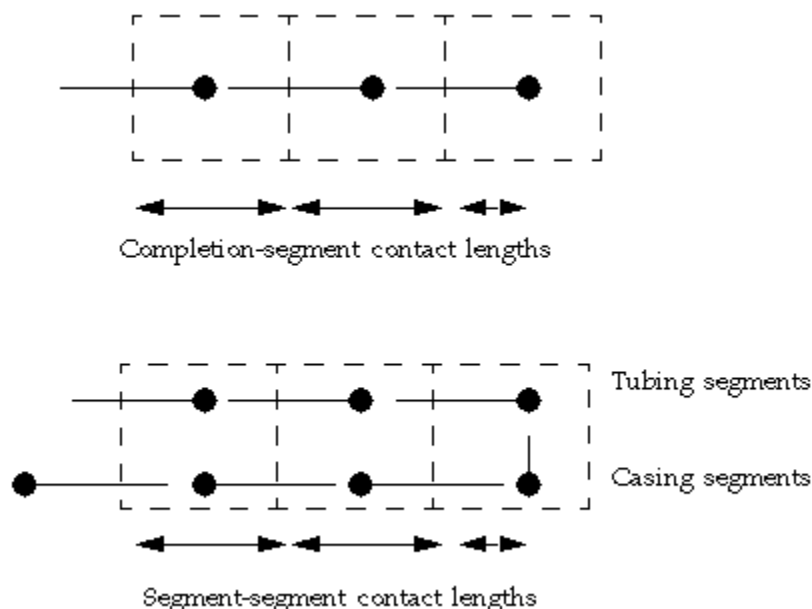 Completion-segment contact lengths
Tubing segments
Casing segments
Segment-segment contact lengths